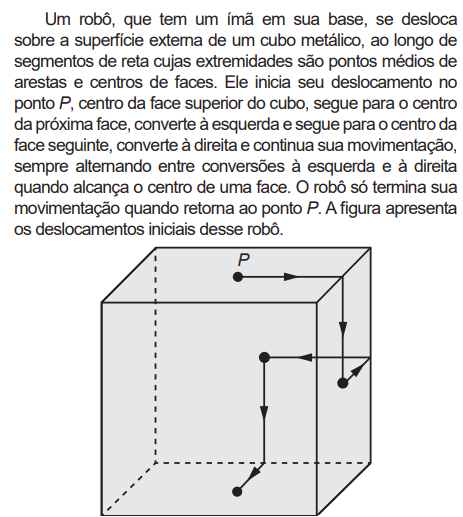 Um robô, que tem um ímã em sua base, se desloca
sobre a superfície externa de um cubo metálico, ao longo de
segmentos de reta cujas extremidades são pontos médios de
arestas e centros de faces. Ele inicia seu deslocamento no
ponto P, centro da face superior do cubo, segue para o centro
da próxima face, converte à esquerda e segue para o centro da
face seguinte, converte à direita e continua sua movimentação,
sempre alternando entre conversões à esquerda e à direita
quando alcança o centro de uma face. O robô só termina sua
movimentação quando retorna ao ponto P. A figura apresenta
os deslocamentos iniciais desse robô.
P